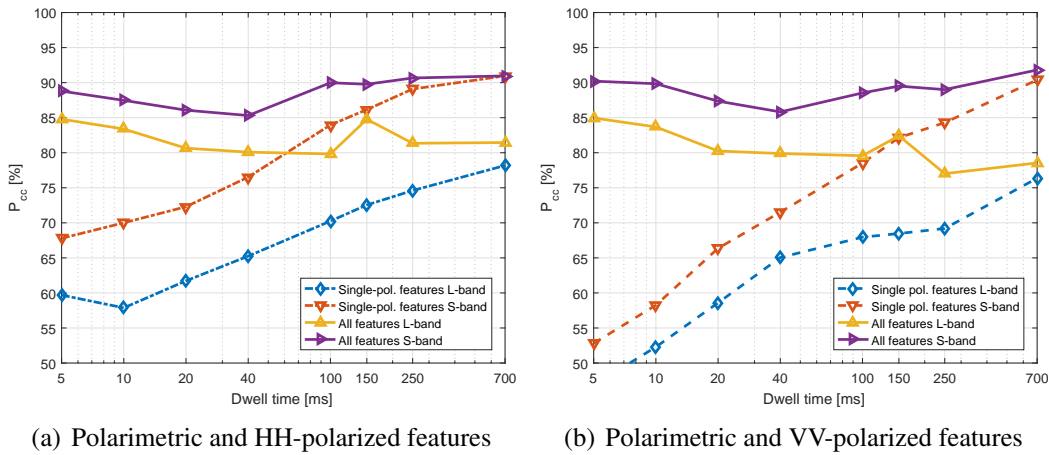 100
95
90
85
80
75
70
65
60
55
50
P_cc [%]
5 10 20 40 100 150 250 700
Dwell time [ms]
Single-pol. features L-band
Single-pol. features S-band
All features L-band
All features S-band
(a) Polarimetric and HH-polarized features
100
95
90
85
80
75
70
65
60
55
50
P_cc [%]
5 10 20 40 100 150 250 700
Dwell time [ms]
Single pol. features L-band
Single pol. features S-band
All features L-band
All features S-band
(b) Polarimetric and VV-polarized features